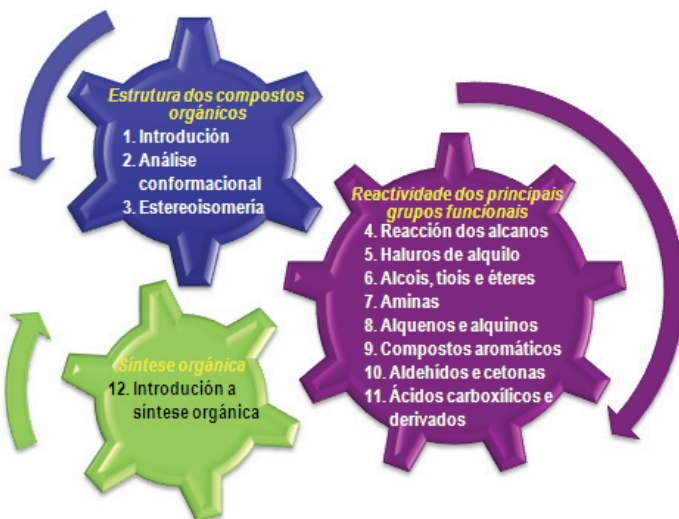 Estrutura dos compostos
orgánicos
1. Introdución
2. Análise
conformacional
3. Estereoisomería
Reactividade dos principais
grupos funcionais
4. Reacción dos alcanos
5. Haluros de alquilo
6. Alcois, tiois e éteres
7. Aminas
8. Alquenos e alquinos
9. Compostos aromáticos
10. Aldehídos e cetonas
11. Ácidos carboxílicos e
derivados
Síntese orgánica
12. Introdución a
síntese orgánica